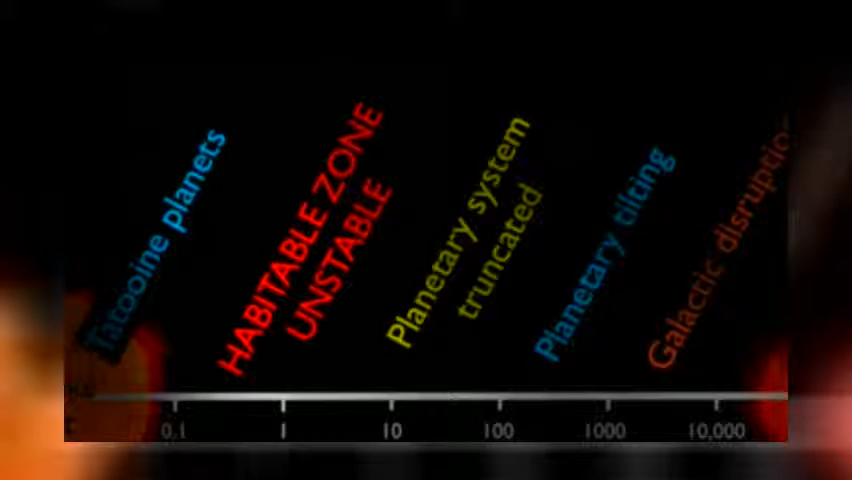 Tatooine planets
HABITABLE ZONE
UNSTABLE
Planetary system
truncated
Planetary tilting
Galactic disruptio
0.1 1 10 100 1000 10,000